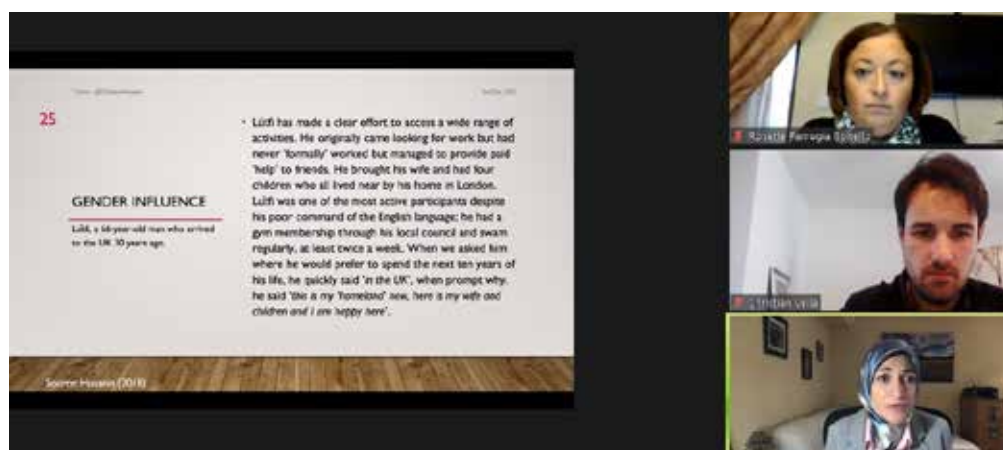 25
GENDER INFLUENCE
Lütfi, a 66-year-old man who arrived
to the UK 30 years ago.
• Lütfi has made a clear effort to access a wide range of
activities. He originally came looking for work but had
never 'formally' worked but managed to provide paid
'help' to friends. He brought his wife and had four
children who all lived near by his home in London.
Lütfi was one of the most active participants despite
his poor command of the English language; he had a
gym membership through his local council and swam
regularly, at least twice a week. When we asked him
where he would prefer to spend the next ten years of
his life, he quickly said 'in the UK', when prompt why,
he said 'this is my 'homeland' now, here is my wife and
children and I am happy here'.
Source: Hussein (2018)
Rosette Farrugia